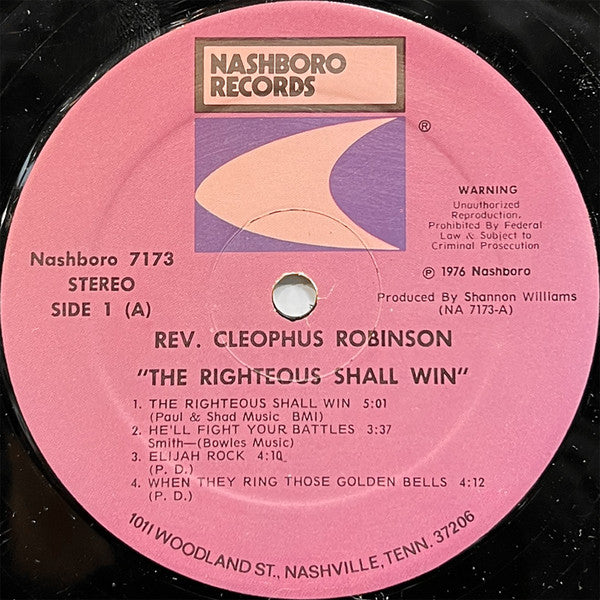 NASHBORO
RECORDS
®
WARNING
Unauthorized
Reproduction,
Prohibited By Federal
Law & Subject to
Criminal Prosecution
Nashboro 7173
STEREO
SIDE 1 (A)
℗ 1976 Nashboro
Produced By Shannon Williams
(NA 7173-A)
REV. CLEOPHUS ROBINSON
"THE RIGHTEOUS SHALL WIN"
1. THE RIGHTEOUS SHALL WIN 5:01
(Paul & Shad Music BMI)
2. HE'LL FIGHT YOUR BATTLES 3:37
Smith—(Bowles Music)
3. ELIJAH ROCK 4:10
(P. D.)
4. WHEN THEY RING THOSE GOLDEN BELLS 4:12
(P. D.)
1011 WOODLAND ST., NASHVILLE, TENN. 37206